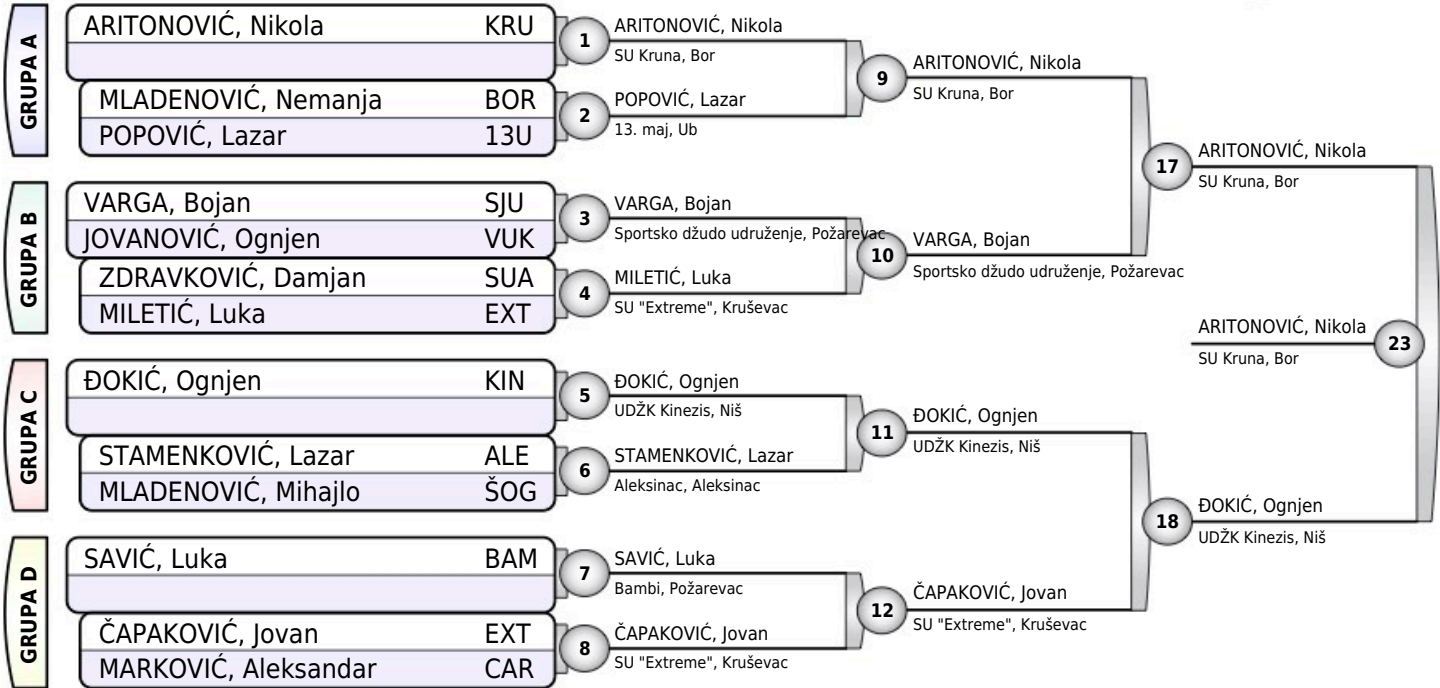 GRUPA A
ARITONOVIĆ, Nikola KRU
MLADENOVIĆ, Nemanja BOR
POPOVIĆ, Lazar 13U
GRUPA B
VARGA, Bojan SJU
JOVANOVIĆ, Ognjen VUK
ZDRAVKOVIĆ, Damjan SUA
MILETIĆ, Luka EXT
GRUPA C
ĐOKIĆ, Ognjen KIN
STAMENKOVIĆ, Lazar ALE
MLADENOVIĆ, Mihajlo ŠOG
GRUPA D
SAVIĆ, Luka BAM
ČAPAKOVIĆ, Jovan EXT
MARKOVIĆ, Aleksandar CAR
1
ARITONOVIĆ, Nikola
SU Kruna, Bor
2
POPOVIĆ, Lazar
13. maj, Ub
3
VARGA, Bojan
Sportsko džudo udruženje, Požarevac
4
MILETIĆ, Luka
SU "Extreme", Kruševac
5
ĐOKIĆ, Ognjen
UDŽK Kinezis, Niš
6
STAMENKOVIĆ, Lazar
Aleksinac, Aleksinac
7
SAVIĆ, Luka
Bambi, Požarevac
8
ČAPAKOVIĆ, Jovan
SU "Extreme", Kruševac
9
ARITONOVIĆ, Nikola
SU Kruna, Bor
10
VARGA, Bojan
Sportsko džudo udruženje, Požarevac
11
ĐOKIĆ, Ognjen
UDŽK Kinezis, Niš
12
ČAPAKOVIĆ, Jovan
SU "Extreme", Kruševac
17
ARITONOVIĆ, Nikola
SU Kruna, Bor
18
ĐOKIĆ, Ognjen
UDŽK Kinezis, Niš
ARITONOVIĆ, Nikola
SU Kruna, Bor
23